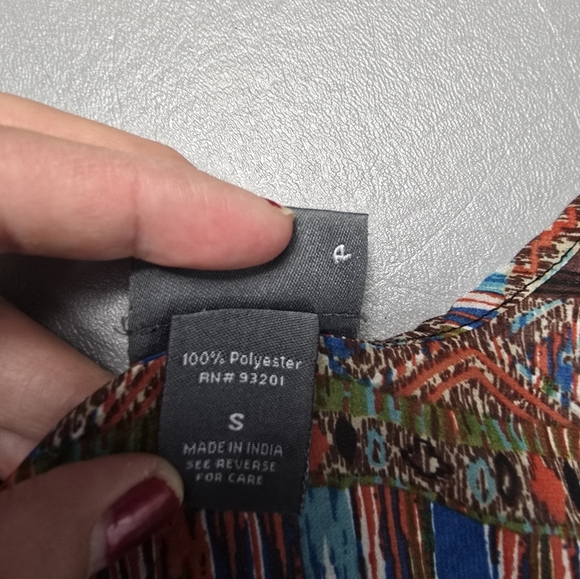 100% Polyester
RN# 93201
S
MADE IN INDIA
SEE REVERSE
FOR CARE